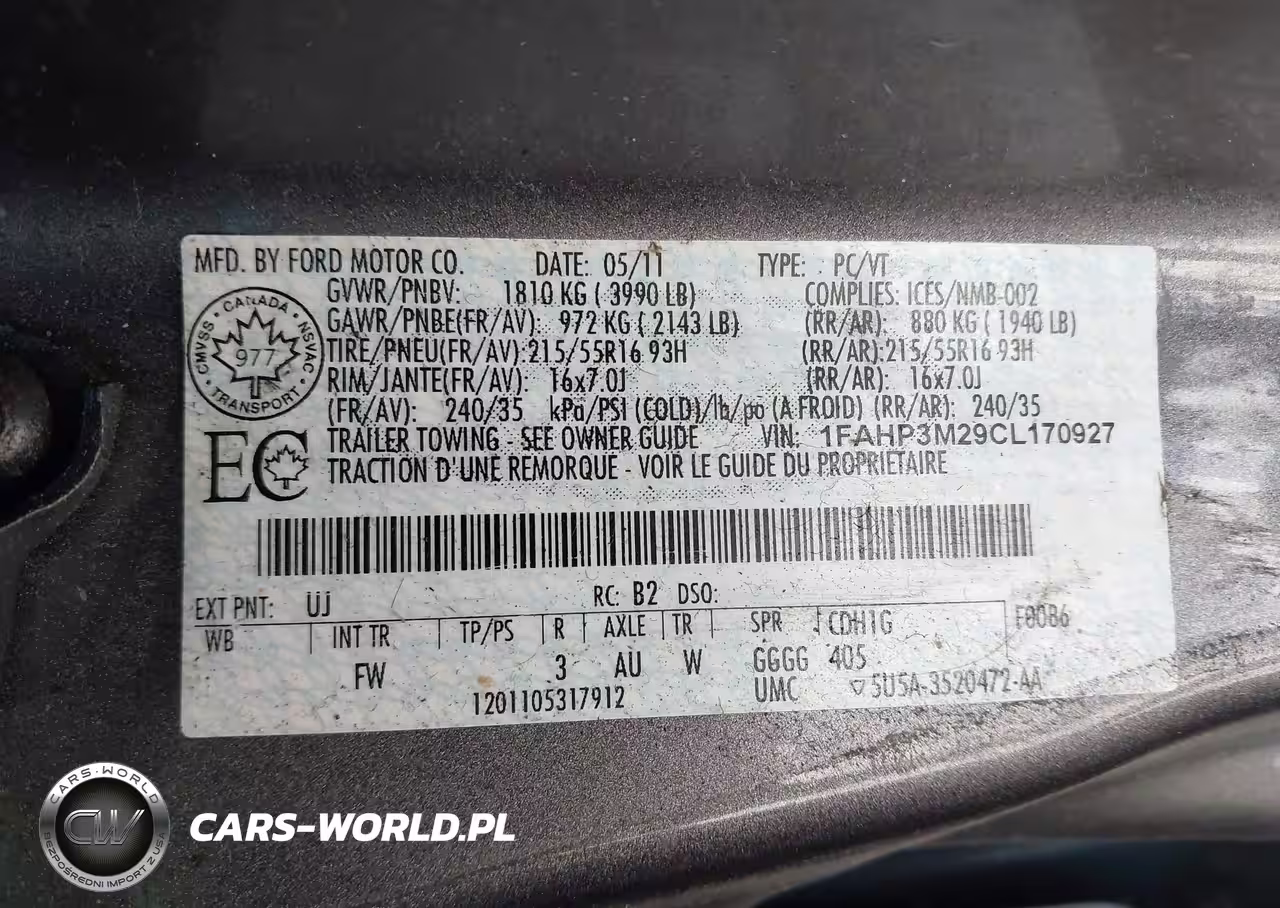 MFD. BY FORD MOTOR CO. DATE: 05/11 TYPE: PC/VT
GVWR/PNBV: 1810 KG ( 3990 LB) COMPLIES: ICES/NMB-002
GAWR/PNBE(FR/AV): 972 KG ( 2143 LB) (RR/AR): 880 KG ( 1940 LB)
TIRE/PNEU(FR/AV): 215/55R16 93H (RR/AR): 215/55R16 93H
RIM/JANTE(FR/AV): 16x7.0J (RR/AR): 16x7.0J
(FR/AV): 240/35 kPa/PSI (COLD)/lb/po (A FROID) (RR/AR): 240/35
TRAILER TOWING - SEE OWNER GUIDE VIN: 1FAHP3M29CL170927
TRACTION D'UNE REMORQUE - VOIR LE GUIDE DU PROPRIETAIRE
CANADA
CMVSS 977 NSVAC
TRANSPORT
EC
EXT PNT: UJ RC: B2 DSO:
WB INT TR TP/PS R AXLE TR SPR CDH1G F00B6
FW 3 AU W GGGG 405
1201105317912 UMC ▽5U5A-3520472-AA
CARS-WORLD
CW
BEZPOŚREDNI IMPORT Z USA
CARS-WORLD.PL